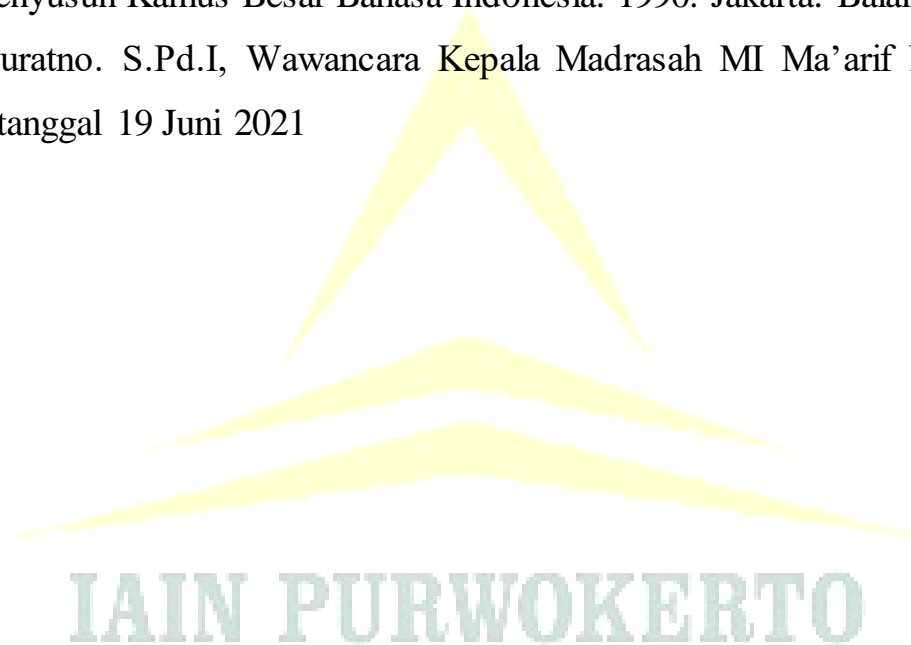 enyusun Kamus Besar Bahasa Indonesia. 1990. Jakarta: Balai
uratno. S.Pd.I, Wawancara Kepala Madrasah MI Ma’arif
tanggal 19 Juni 2021
IAIN PURWOKERTO